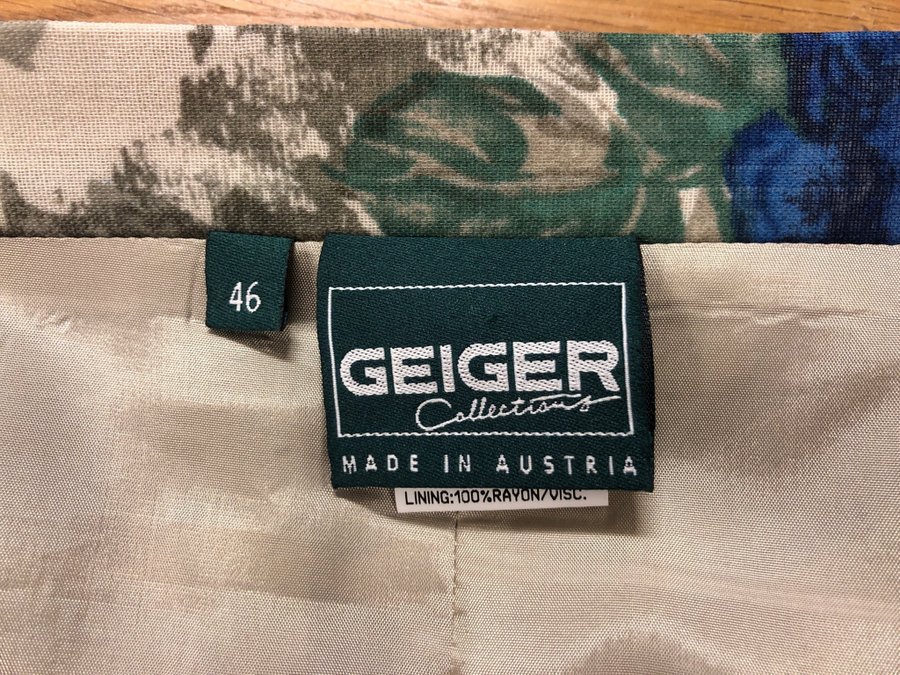 46
GEIGER
Collections
MADE IN AUSTRIA
LINING:100%RAYON/VISC.